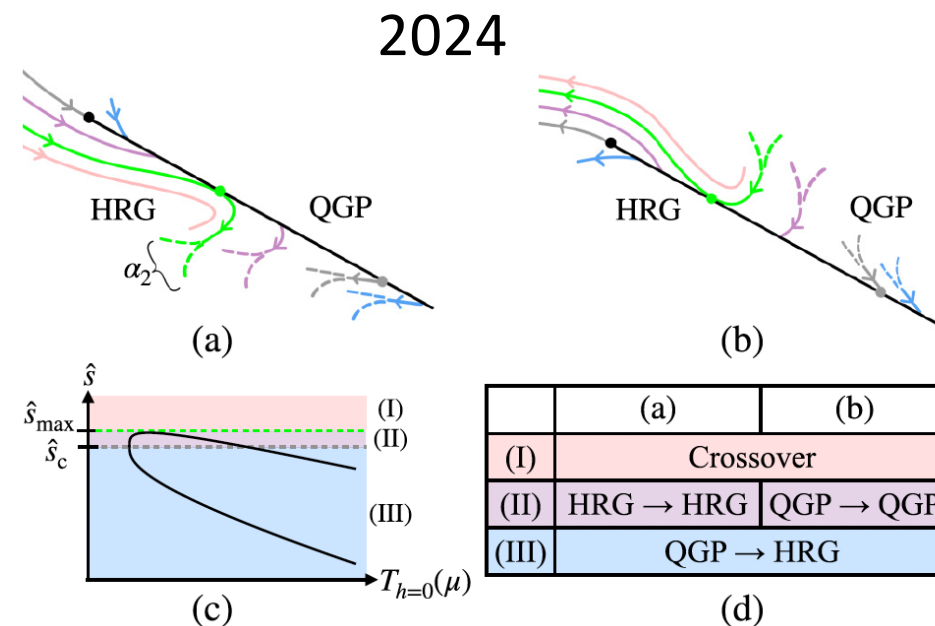 2024
HRG QGP
α₂
(a)
HRG QGP
(b)
ŝ
ŝmax
ŝc
(I)
(II)
(III)
Tₕ₌₀(μ)
(c)
(a) (b)
(I) Crossover
(II) HRG → HRG QGP → QGP
(III) QGP → HRG
(d)